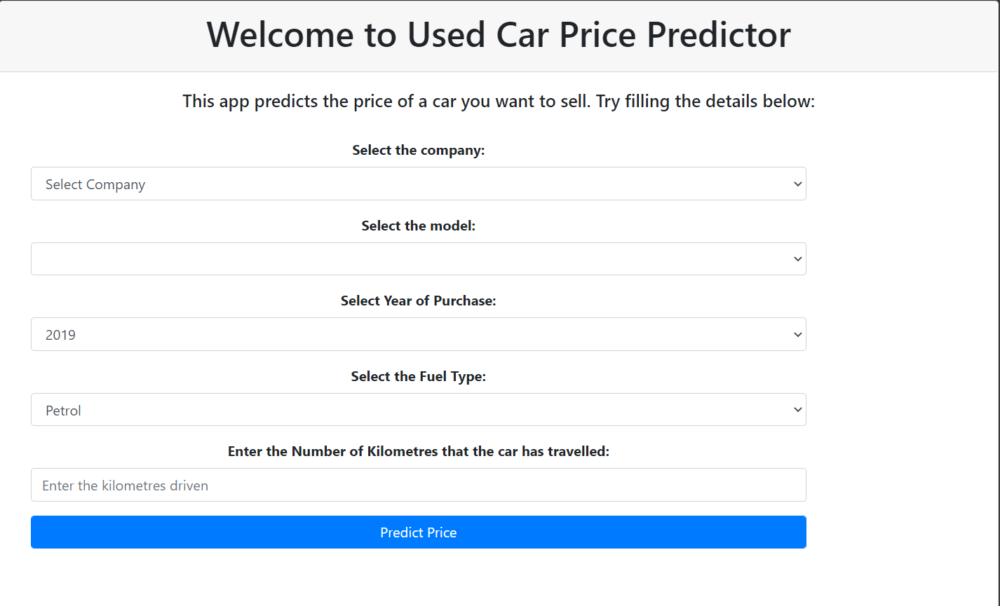 Welcome to Used Car Price Predictor
This app predicts the price of a car you want to sell. Try filling the details below:
Select the company:
Select Company
Select the model:
Select Year of Purchase:
2019
Select the Fuel Type:
Petrol
Enter the Number of Kilometres that the car has travelled:
Enter the kilometres driven
Predict Price